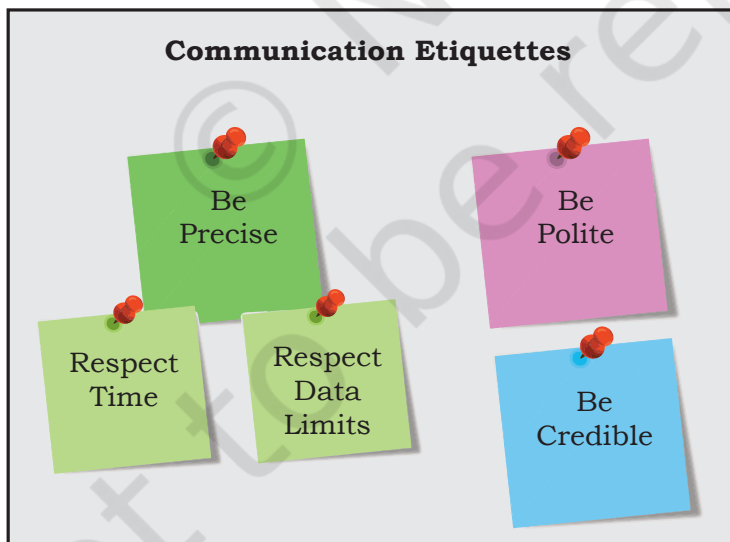 Communication Etiquettes
Be
Precise
Respect
Time
Respect
Data
Limits
Be
Polite
Be
Credible